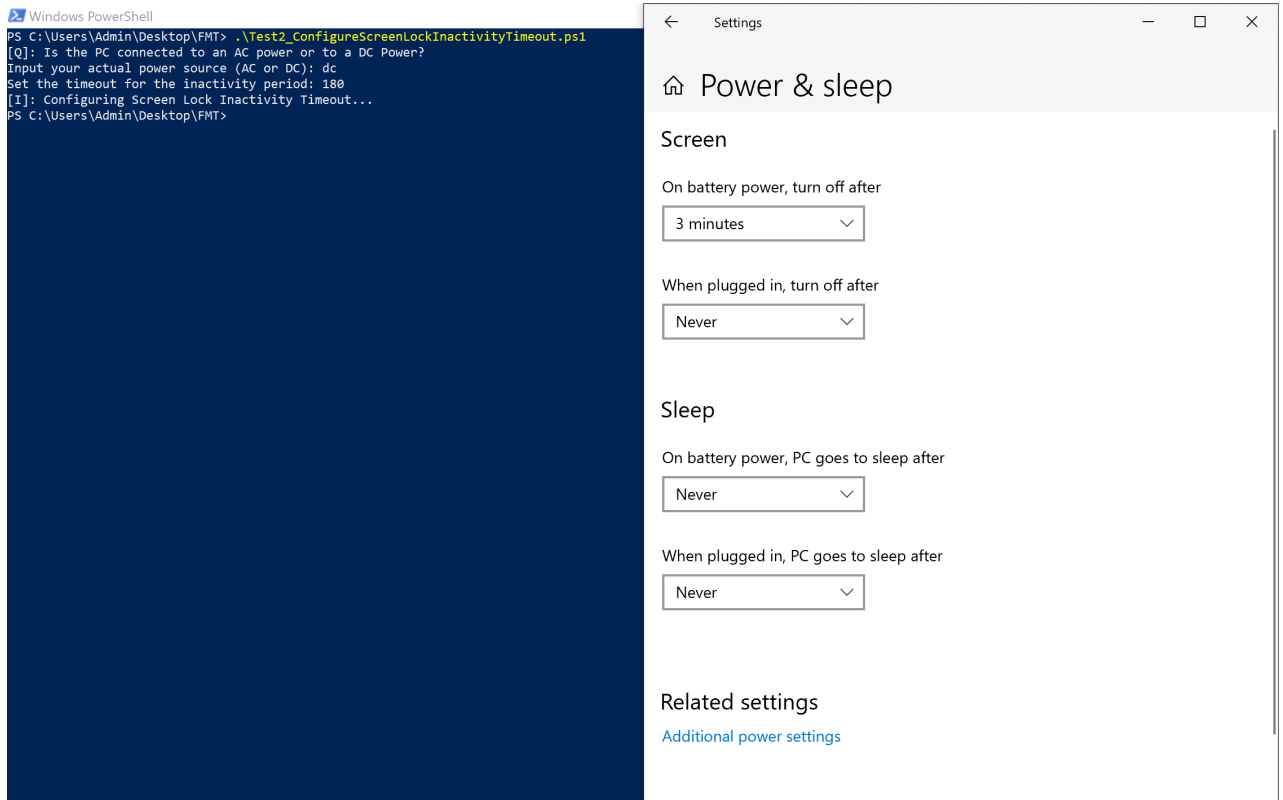 Windows PowerShell
PS C:\Users\Admin\Desktop\FMT> .\Test2_ConfigureScreenLockInactivityTimeout.ps1
[Q]: Is the PC connected to an AC power or to a DC Power?
Input your actual power source (AC or DC): dc
Set the timeout for the inactivity period: 180
[I]: Configuring Screen Lock Inactivity Timeout...
PS C:\Users\Admin\Desktop\FMT>
Settings
Power & sleep
Screen
On battery power, turn off after
3 minutes
When plugged in, turn off after
Never
Sleep
On battery power, PC goes to sleep after
Never
When plugged in, PC goes to sleep after
Never
Related settings
Additional power settings